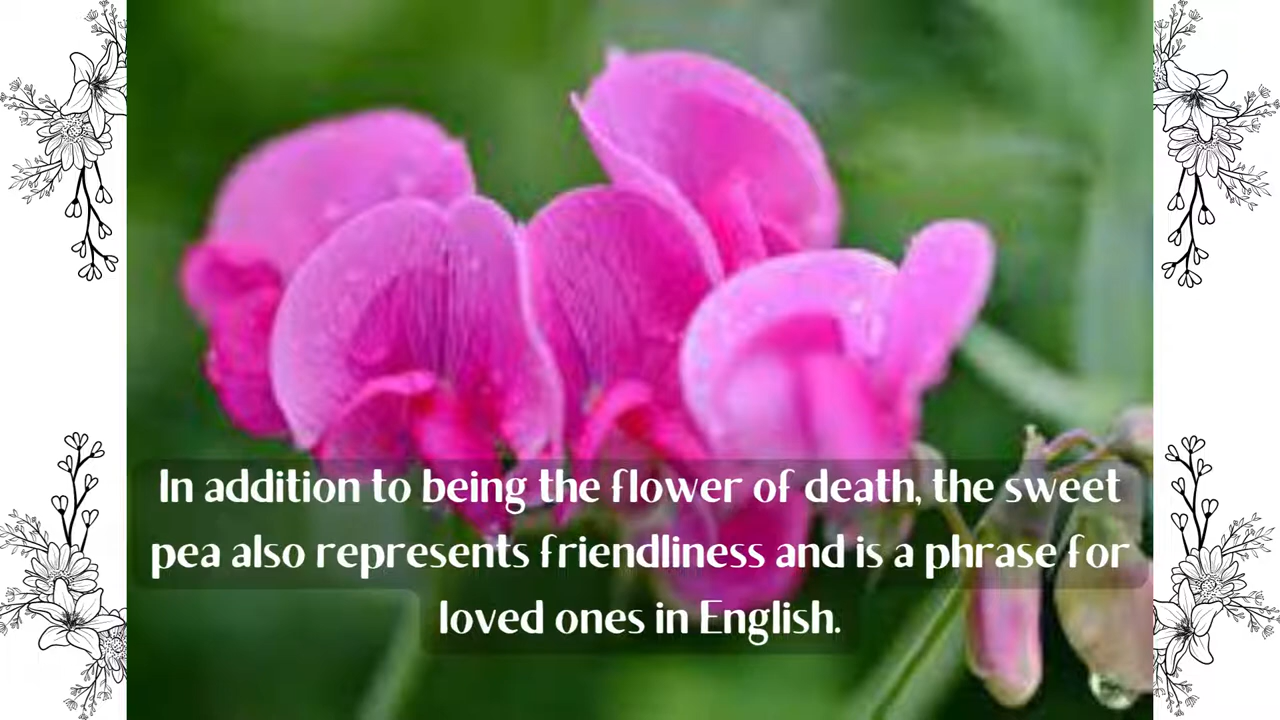 In addition to being the flower of death, the sweet
pea also represents friendliness and is a phrase for
loved ones in English.